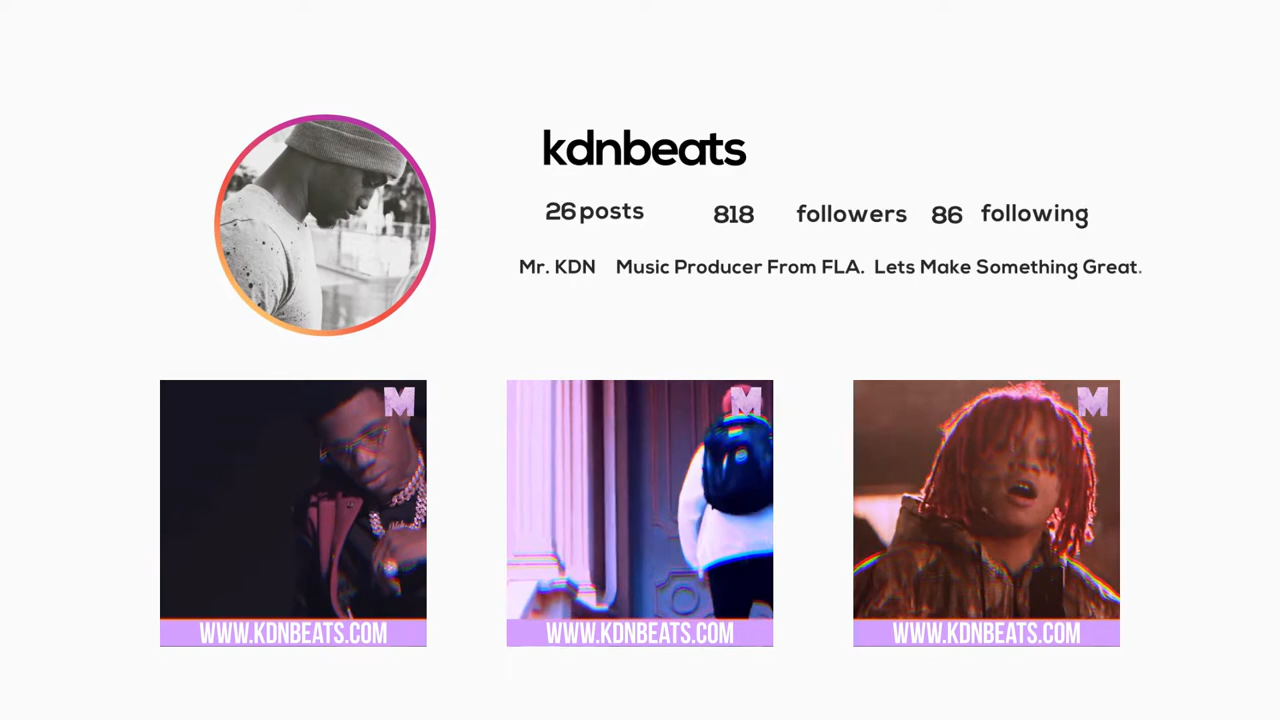 kdnbeats
26 posts 818 followers 86 following
Mr. KDN Music Producer From FLA. Lets Make Something Great.
M M M
WWW.KDNBEATS.COM WWW.KDNBEATS.COM WWW.KDNBEATS.COM